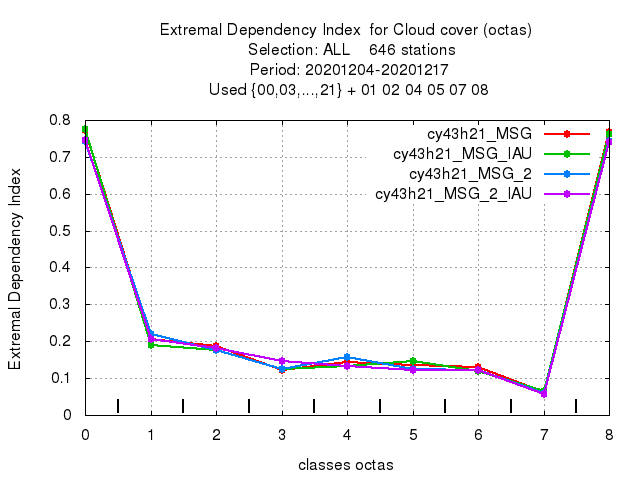 Extremal Dependency Index  for Cloud cover (octas)
Selection: ALL    646 stations
Period: 20201204-20201217
Used {00,03,...,21} + 01 02 04 05 07 08
cy43h21_MSG
cy43h21_MSG_IAU
cy43h21_MSG_2
cy43h21_MSG_2_IAU
Extremal Dependency Index
0.8
0.7
0.6
0.5
0.4
0.3
0.2
0.1
0
0 1 2 3 4 5 6 7 8
classes octas